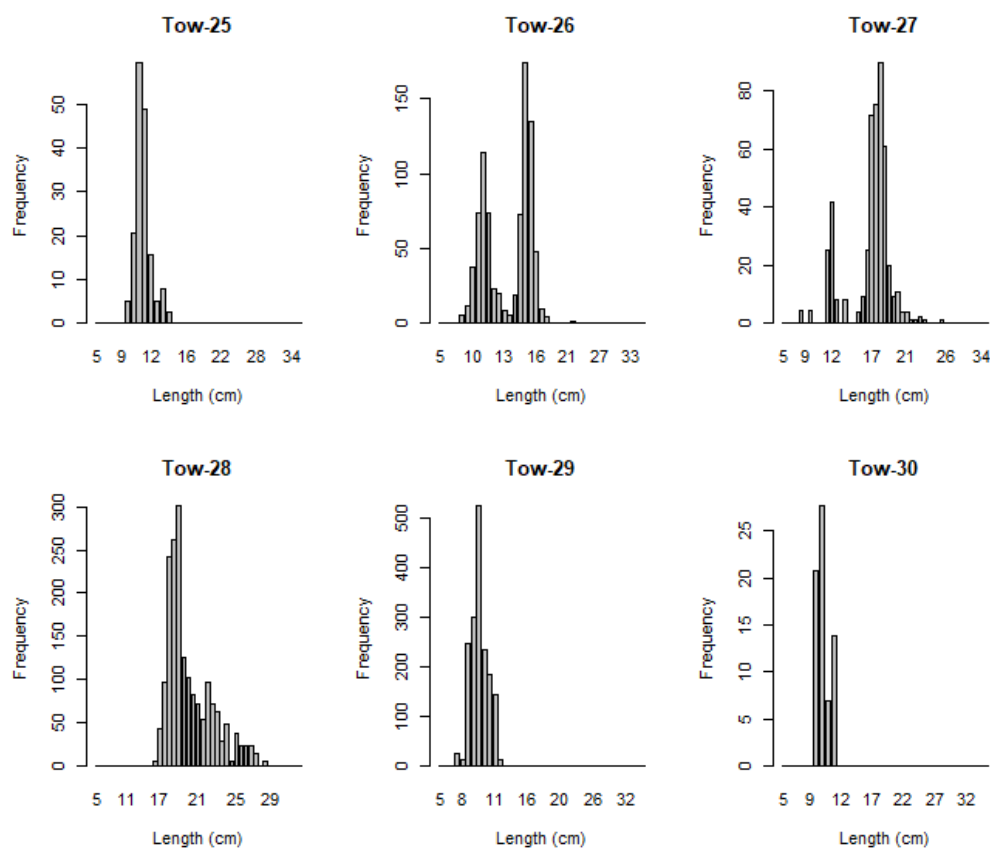 Tow-25
Frequency
0 10 20 30 40 50
5 9 12 16 22 28 34
Length (cm)
Tow-26
Frequency
0 50 100 150
5 10 13 16 21 27 33
Length (cm)
Tow-27
Frequency
0 20 40 60 80
5 9 12 17 21 26 34
Length (cm)
Tow-28
Frequency
0 50 100 150 200 250 300
5 11 17 21 25 29
Length (cm)
Tow-29
Frequency
0 100 200 300 400 500
5 8 11 16 20 26 32
Length (cm)
Tow-30
Frequency
0 5 10 15 20 25
5 9 12 17 22 27 32
Length (cm)